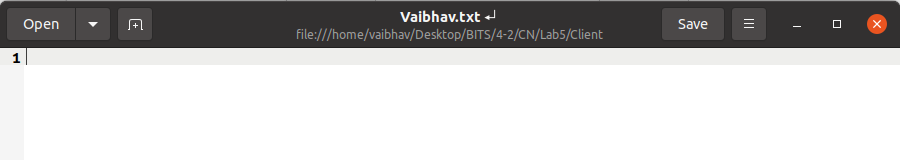 Open
Vaibhav.txt ↵
file:///home/vaibhav/Desktop/BITS/4-2/CN/Lab5/Client
Save
1